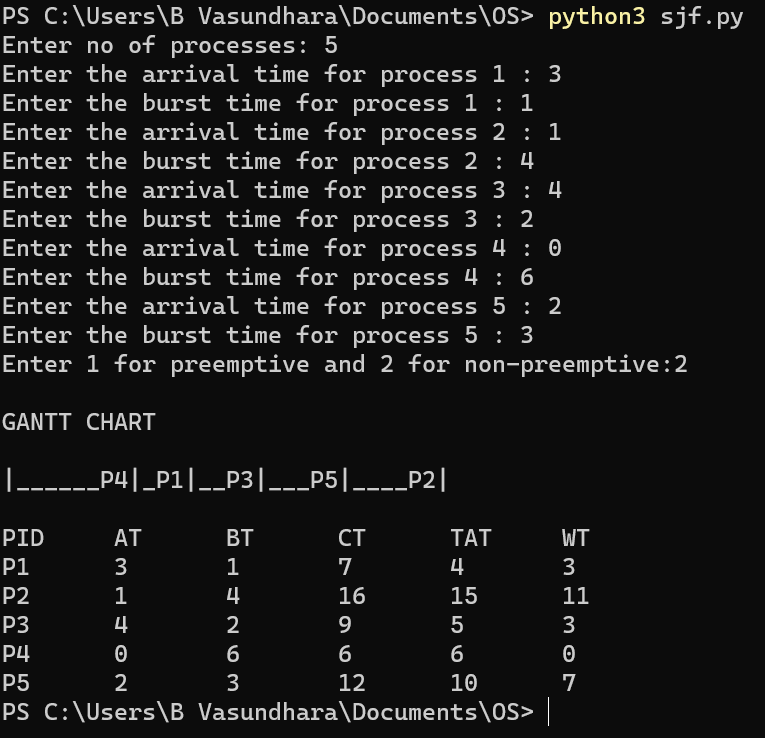 PS C:\Users\B Vasundhara\Documents\OS> python3 sjf.py
Enter no of processes: 5
Enter the arrival time for process 1 : 3
Enter the burst time for process 1 : 1
Enter the arrival time for process 2 : 1
Enter the burst time for process 2 : 4
Enter the arrival time for process 3 : 4
Enter the burst time for process 3 : 2
Enter the arrival time for process 4 : 0
Enter the burst time for process 4 : 6
Enter the arrival time for process 5 : 2
Enter the burst time for process 5 : 3
Enter 1 for preemptive and 2 for non-preemptive:2
GANTT CHART
|______P4|_P1|__P3|___P5|____P2|
PID AT BT CT TAT WT
P1 3 1 7 4 3
P2 1 4 16 15 11
P3 4 2 9 5 3
P4 0 6 6 6 0
P5 2 3 12 10 7
PS C:\Users\B Vasundhara\Documents\OS>